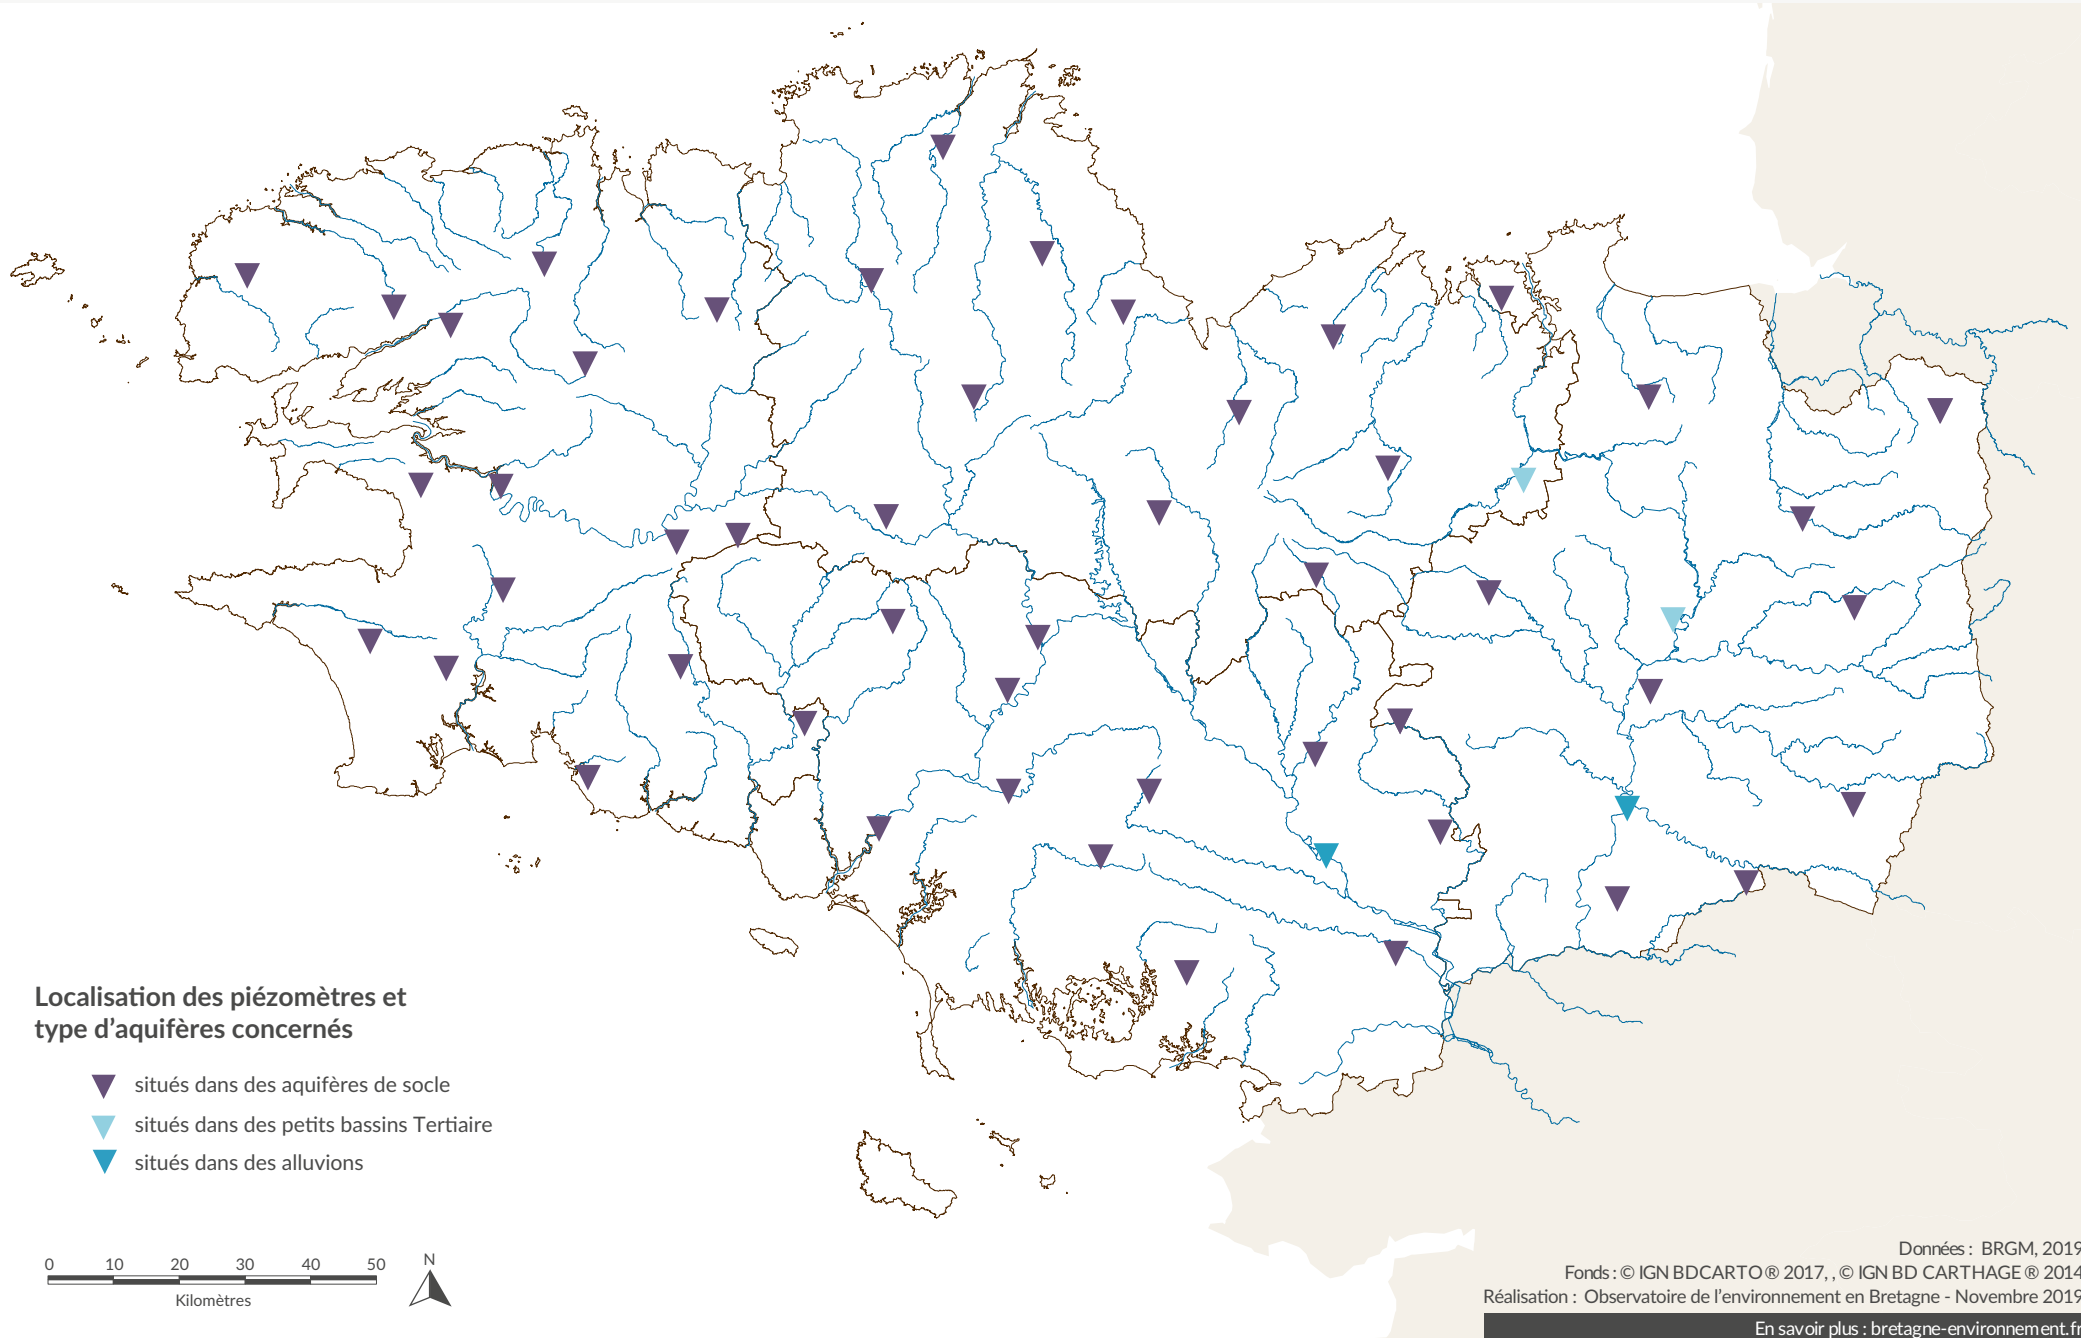 Localisation des piézomètres et
type d'aquifères concernés
situés dans des aquifères de socle
situés dans des petits bassins Tertiaire
situés dans des alluvions
0 10 20 30 40 50
Kilomètres
N
Données : BRGM, 2019
Fonds : © IGN BDCARTO ® 2017, , © IGN BD CARTHAGE ® 2014
Réalisation : Observatoire de l'environnement en Bretagne - Novembre 2019
En savoir plus : bretagne-environnement.fr